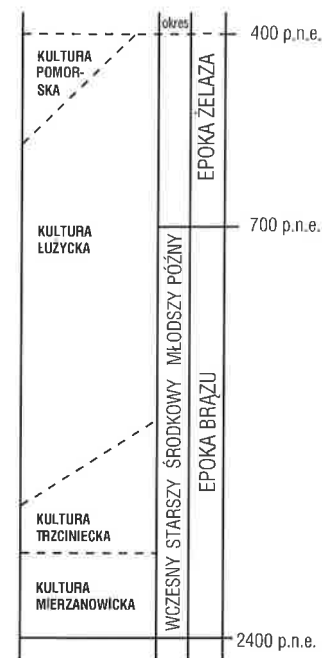 okres
400 p.n.e.
KULTURA
POMOR-
SKA
EPOKA ŻELAZA
700 p.n.e.
KULTURA
ŁUŻYCKA
WCZESNY STARSZY ŚRODKOWY MŁODSZY PÓŹNY
EPOKA BRĄZU
KULTURA
TRZCINIECKA
KULTURA
MIERZANOWICKA
2400 p.n.e.